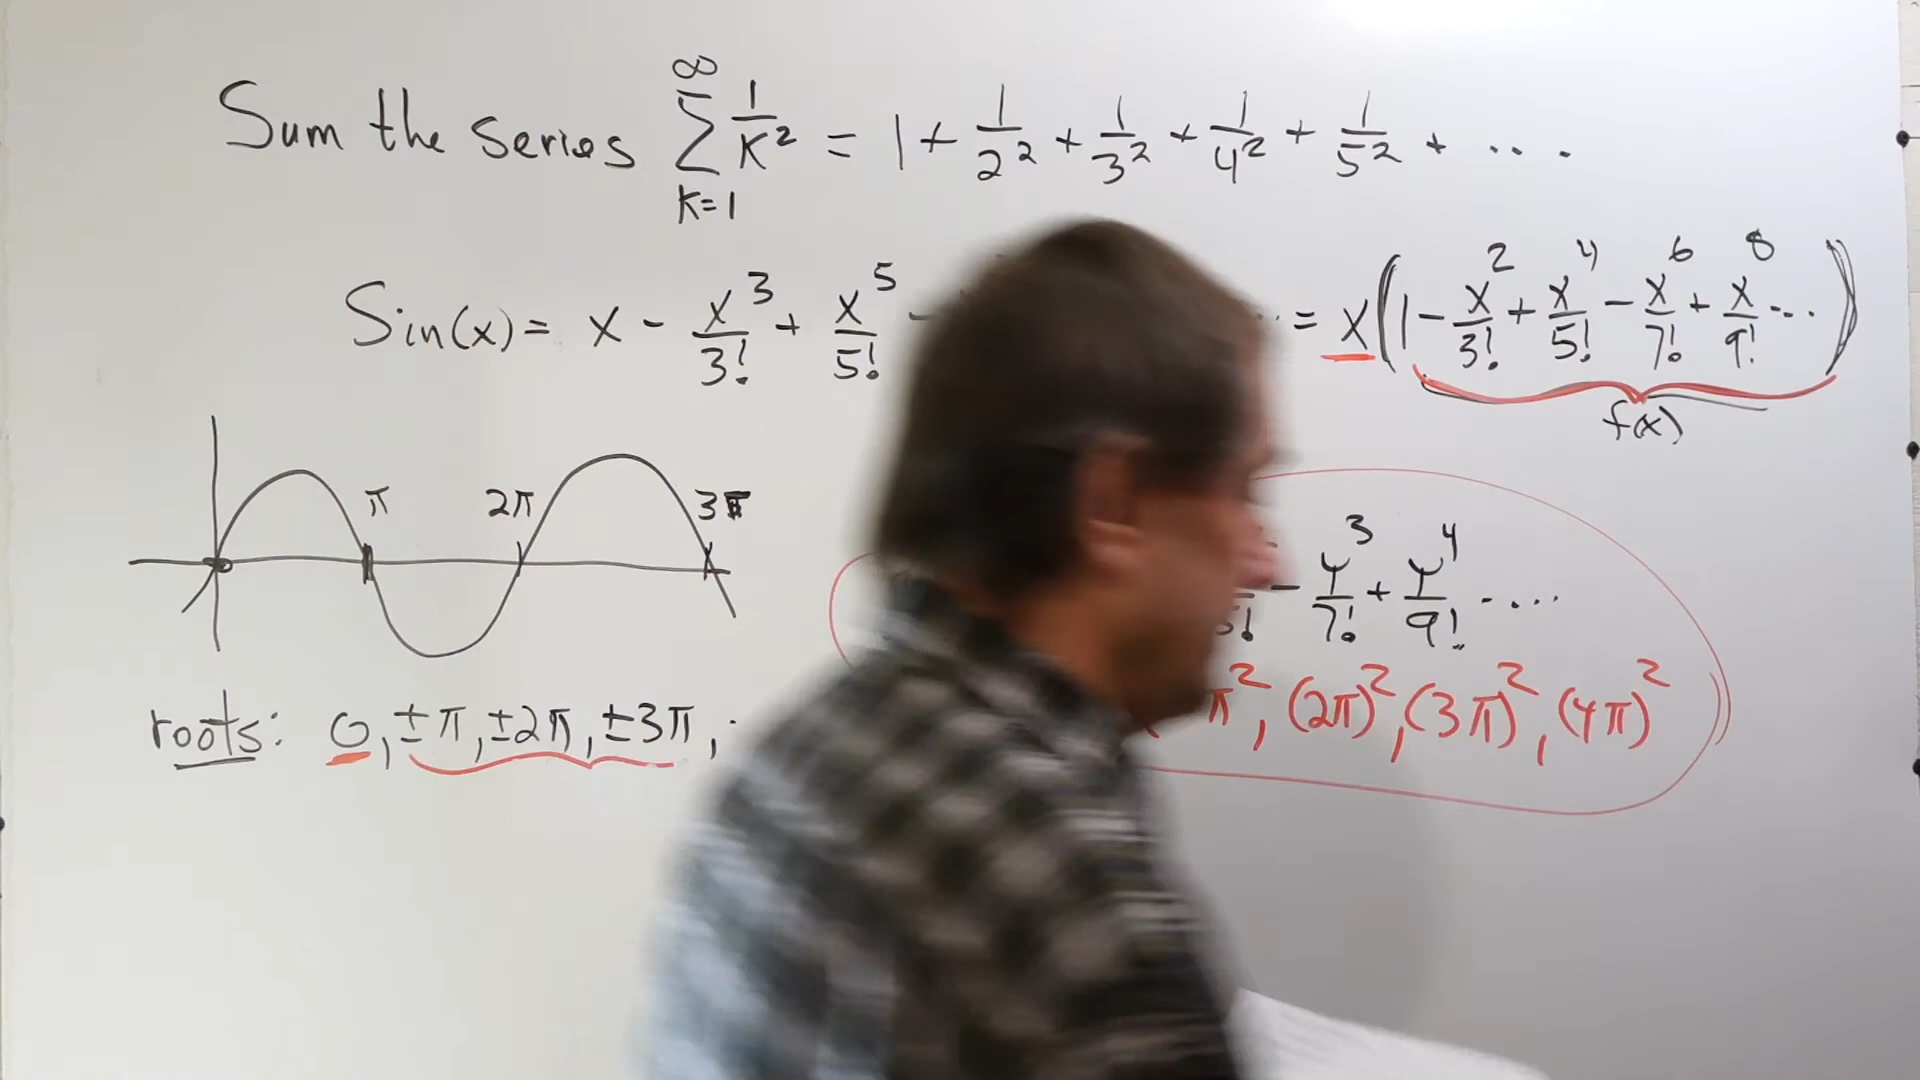 Sum the series ∞ ∑ K=1 1/K² = 1 + 1/2² + 1/3² + 1/4² + 1/5² + ....
Sin(x) = x - x³/3! + x⁵/5! - = x(1 - x²/3! + x⁴/5! - x⁶/7! + x⁸/9! ...)
f(x)
π 2π 3π
- y³/7! + y⁴/9! - ....
roots: 0, ±π, ±2π, ±3π, π², (2π)², (3π)², (4π)²